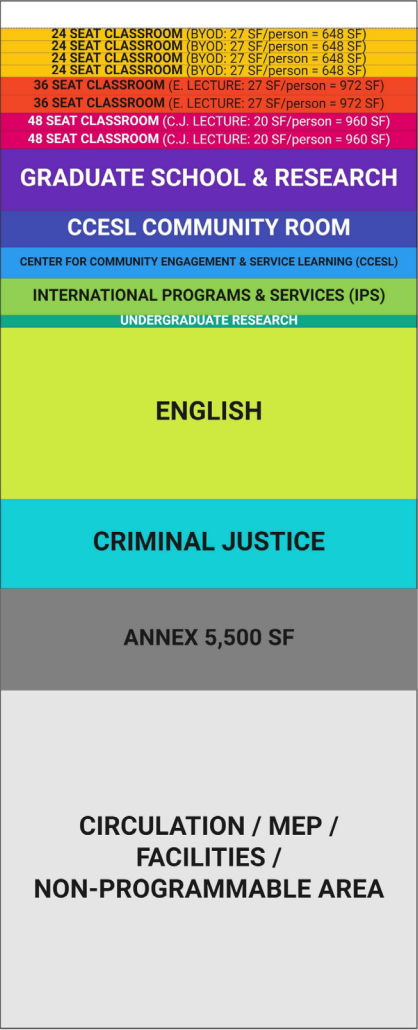 24 SEAT CLASSROOM (BYOD: 27 SF/person = 648 SF)
24 SEAT CLASSROOM (BYOD: 27 SF/person = 648 SF)
24 SEAT CLASSROOM (BYOD: 27 SF/person = 648 SF)
24 SEAT CLASSROOM (BYOD: 27 SF/person = 648 SF)
36 SEAT CLASSROOM (E. LECTURE: 27 SF/person = 972 SF)
36 SEAT CLASSROOM (E. LECTURE: 27 SF/person = 972 SF)
48 SEAT CLASSROOM (C.J. LECTURE: 20 SF/person = 960 SF)
48 SEAT CLASSROOM (C.J. LECTURE: 20 SF/person = 960 SF)
GRADUATE SCHOOL & RESEARCH
CCESL COMMUNITY ROOM
CENTER FOR COMMUNITY ENGAGEMENT & SERVICE LEARNING (CCESL)
INTERNATIONAL PROGRAMS & SERVICES (IPS)
UNDERGRADUATE RESEARCH
ENGLISH
CRIMINAL JUSTICE
ANNEX 5,500 SF
CIRCULATION / MEP /
FACILITIES /
NON-PROGRAMMABLE AREA